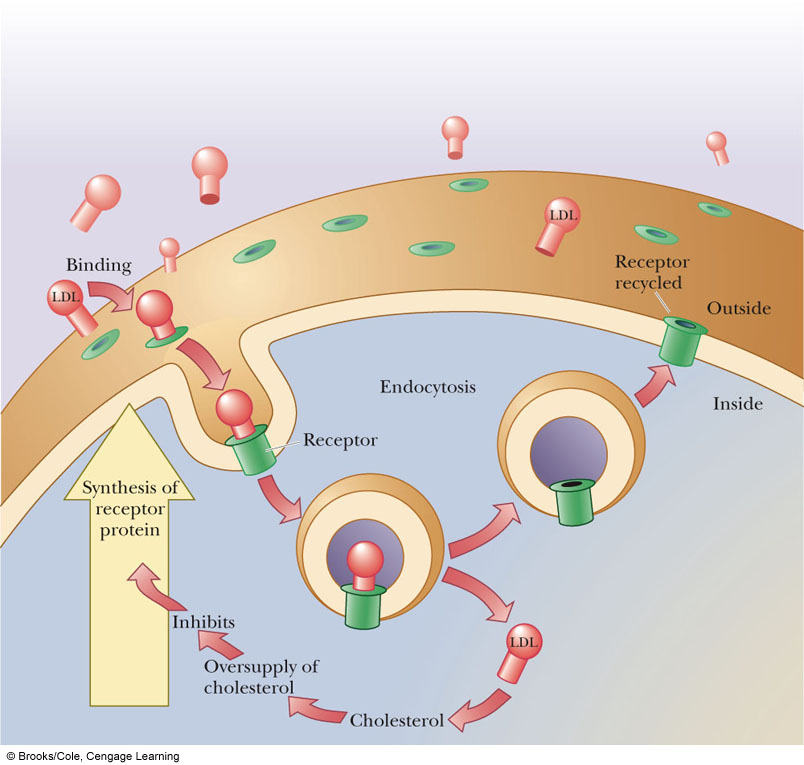 LDL
Binding
LDL
Receptor
recycled
Outside
Endocytosis
Inside
Receptor
Synthesis of
receptor
protein
Inhibits
LDL
Oversupply of
cholesterol
Cholesterol
© Brooks/Cole, Cengage Learning